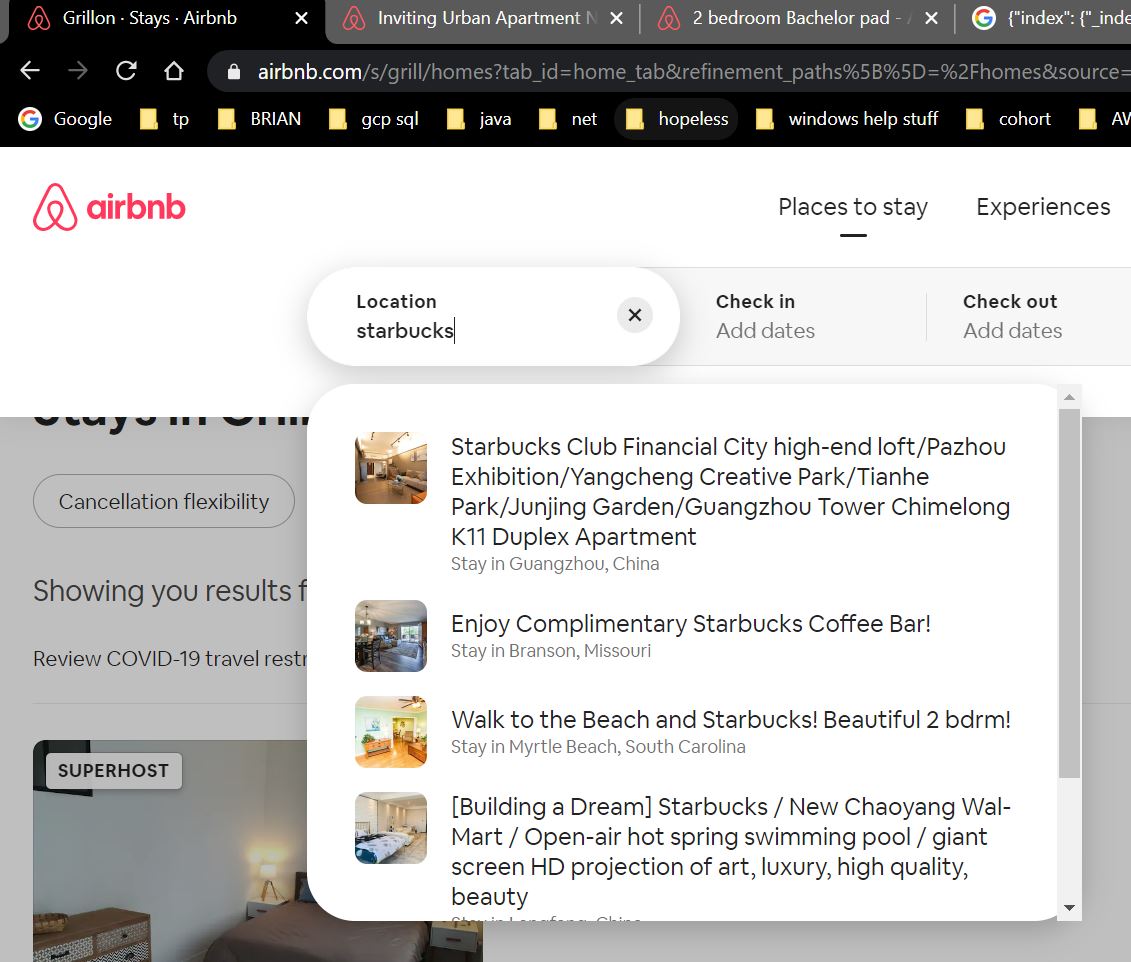 Grillon · Stays · Airbnb
Inviting Urban Apartment
2 bedroom Bachelor pad -
{"index": {"_inde
airbnb.com/s/grill/homes?tab_id=home_tab&refinement_paths%5B%5D=%2Fhomes&source=
Google tp BRIAN gcp sql java net hopeless windows help stuff cohort AW
airbnb
Places to stay
Experiences
Location
starbucks
Check in
Add dates
Check out
Add dates
Stays in
Cancellation flexibility
Showing you results f
Review COVID-19 travel restr
SUPERHOST
Starbucks Club Financial City high-end loft/Pazhou
Exhibition/Yangcheng Creative Park/Tianhe
Park/Junjing Garden/Guangzhou Tower Chimelong
K11 Duplex Apartment
Stay in Guangzhou, China
Enjoy Complimentary Starbucks Coffee Bar!
Stay in Branson, Missouri
Walk to the Beach and Starbucks! Beautiful 2 bdrm!
Stay in Myrtle Beach, South Carolina
[Building a Dream] Starbucks / New Chaoyang Wal-
Mart / Open-air hot spring swimming pool / giant
screen HD projection of art, luxury, high quality,
beauty